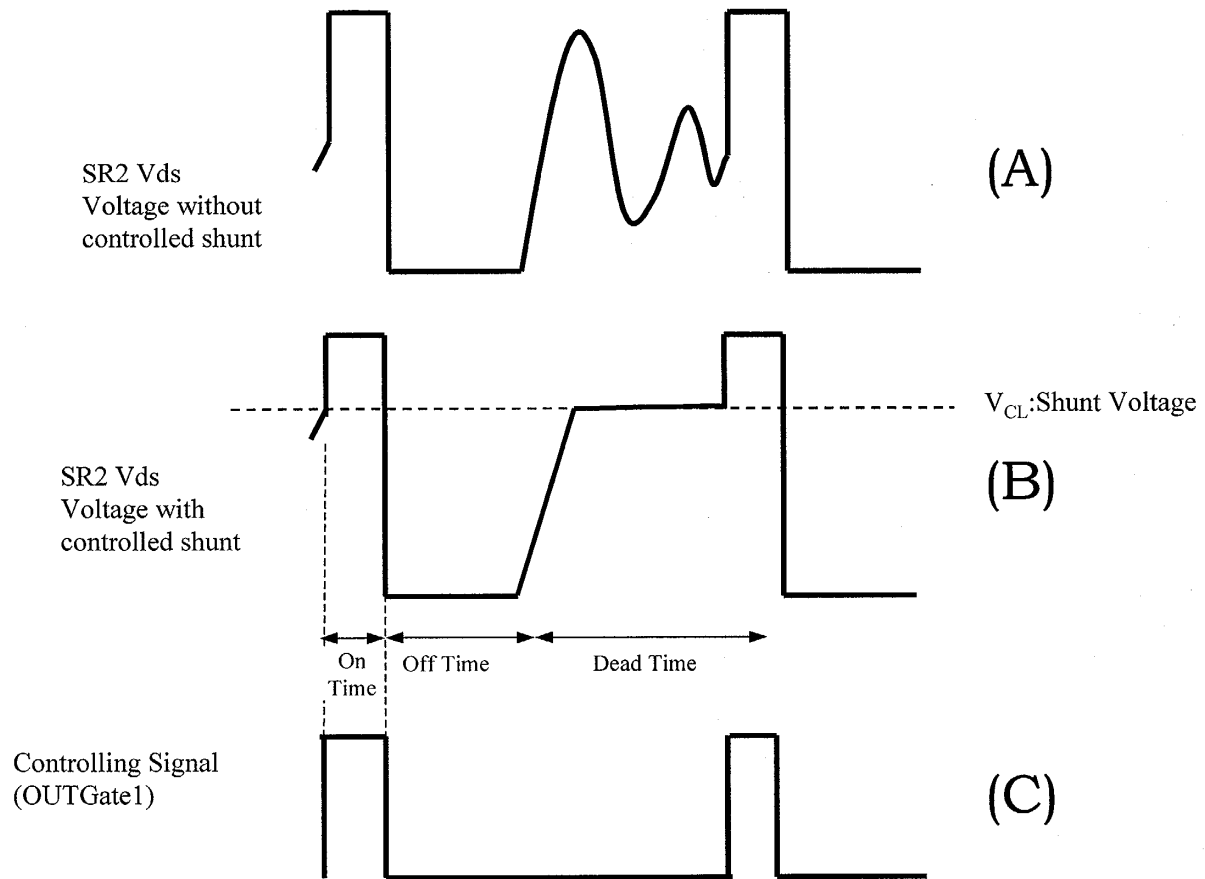 SR2 Vds
Voltage without
controlled shunt
(A)
V_CL:Shunt Voltage
SR2 Vds
Voltage with
controlled shunt
(B)
On
Time
Off Time
Dead Time
Controlling Signal
(OUTGate1)
(C)